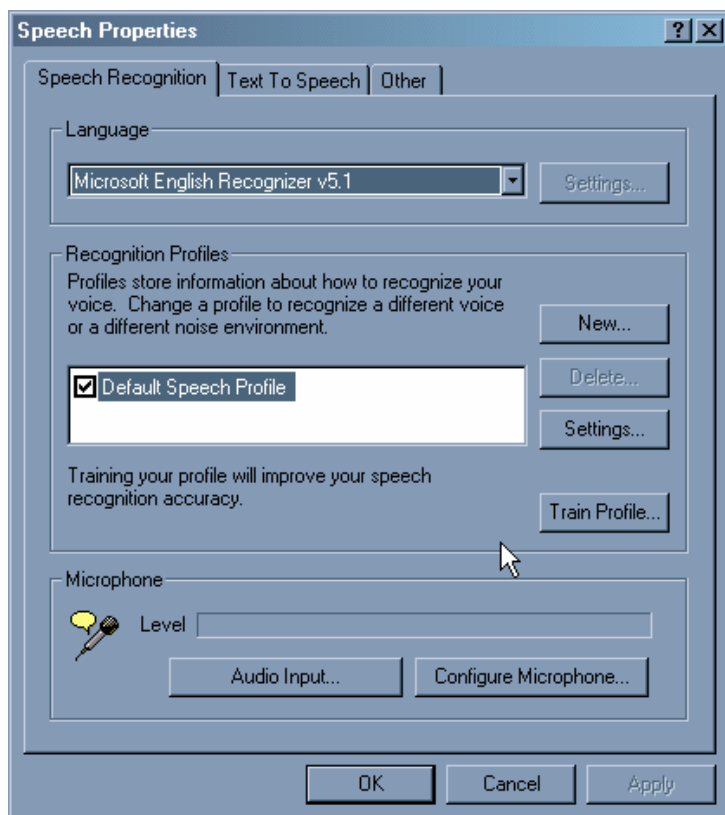 Speech Properties
Speech Recognition Text To Speech Other
Language
Microsoft English Recognizer v5.1 Settings...
Recognition Profiles
Profiles store information about how to recognize your
voice. Change a profile to recognize a different voice
or a different noise environment.
New...
Default Speech Profile
Delete...
Settings...
Training your profile will improve your speech
recognition accuracy.
Train Profile...
Microphone
Level
Audio Input... Configure Microphone...
OK Cancel Apply